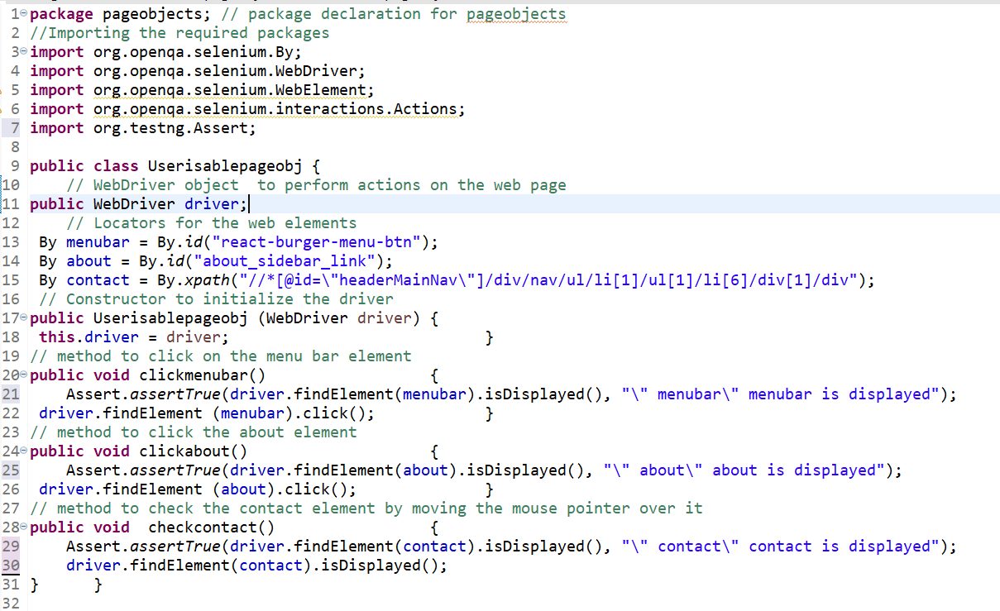 1 package pageobjects; // package declaration for pageobjects
2 //Importing the required packages
3 import org.openqa.selenium.By;
4 import org.openqa.selenium.WebDriver;
5 import org.openqa.selenium.WebElement;
6 import org.openqa.selenium.interactions.Actions;
7 import org.testng.Assert;
8
9 public class Userisablepageobj {
10     // WebDriver object  to perform actions on the web page
11 public WebDriver driver;
12     // Locators for the web elements
13  By menubar = By.id("react-burger-menu-btn");
14  By about = By.id("about_sidebar_link");
15  By contact = By.xpath("//*[@id=\"headerMainNav\"]/div/nav/ul/li[1]/ul[1]/li[6]/div[1]/div");
16  // Constructor to initialize the driver
17 public Userisablepageobj (WebDriver driver) {
18  this.driver = driver;                            }
19 // method to click on the menu bar element
20 public void clickmenubar()                  {
21     Assert.assertTrue(driver.findElement(menubar).isDisplayed(), "\" menubar\" menubar is displayed");
22  driver.findElement (menubar).click();            }
23 // method to click the about element
24 public void clickabout()                    {
25     Assert.assertTrue(driver.findElement(about).isDisplayed(), "\" about\" about is displayed");
26  driver.findElement (about).click();              }
27 // method to check the contact element by moving the mouse pointer over it
28 public void  checkcontact()                 {
29     Assert.assertTrue(driver.findElement(contact).isDisplayed(), "\" contact\" contact is displayed");
30     driver.findElement(contact).isDisplayed();
31 }      }
32